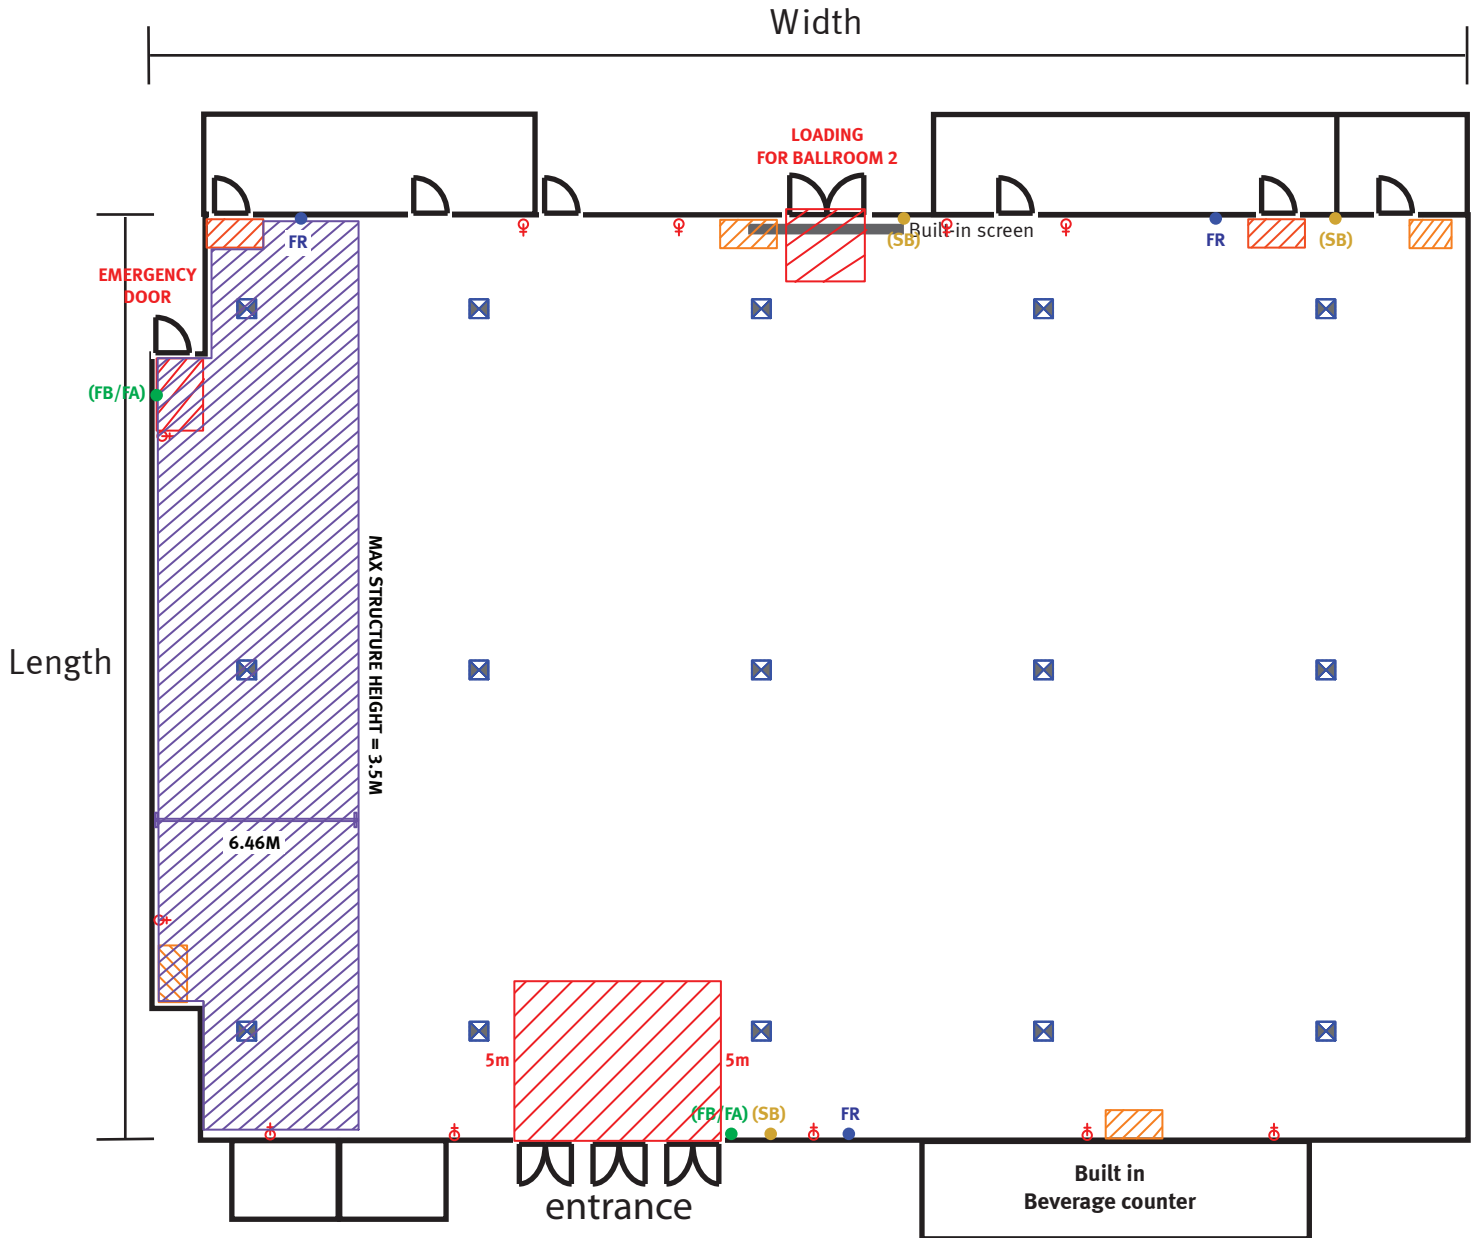 Width
LOADING
FOR BALLROOM 2
FR
(SB)
Built-in screen
FR
(SB)
EMERGENCY
DOOR
(FB/FA)
MAX STRUCTURE HEIGHT = 3.5M
Length
6.46M
5m
5m
(FB/FA)
(SB)
FR
entrance
Built in
Beverage counter